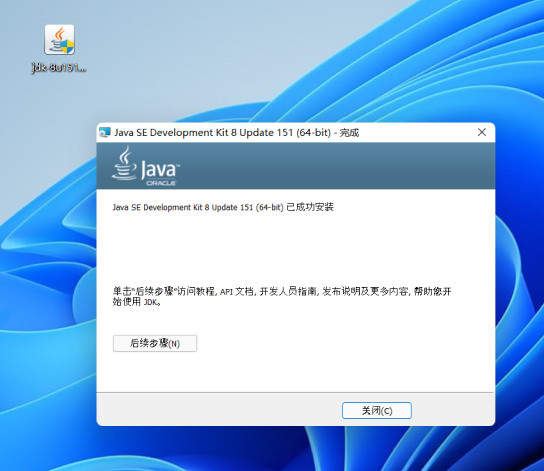 jdk-8u151...
Java SE Development Kit 8 Update 151 (64-bit) - 完成
Java™
ORACLE
Java SE Development Kit 8 Update 151 (64-bit) 已成功安装
单击"后续步骤"访问教程, API 文档, 开发人员指南, 发布说明及更多内容, 帮助您开
始使用 JDK。
后续步骤(N)
关闭(C)